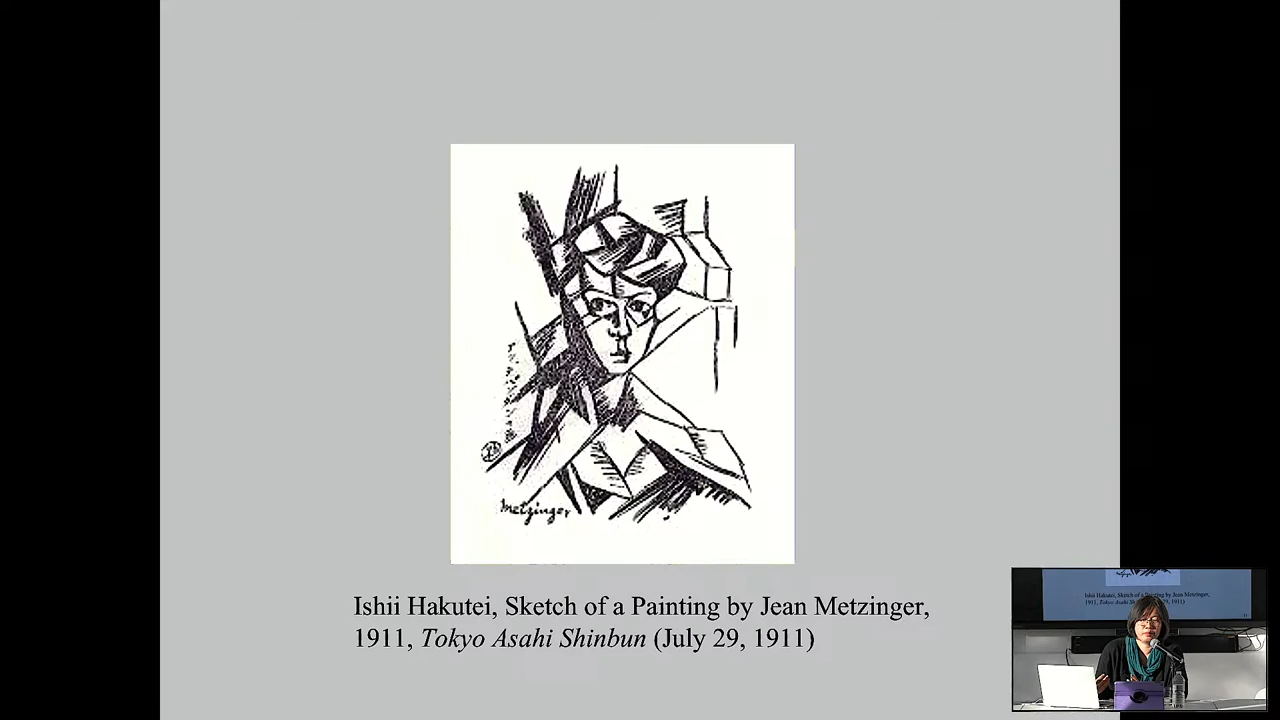 Metzinger
Ishii Hakutei, Sketch of a Painting by Jean Metzinger,
1911, Tokyo Asahi Shinbun (July 29, 1911)